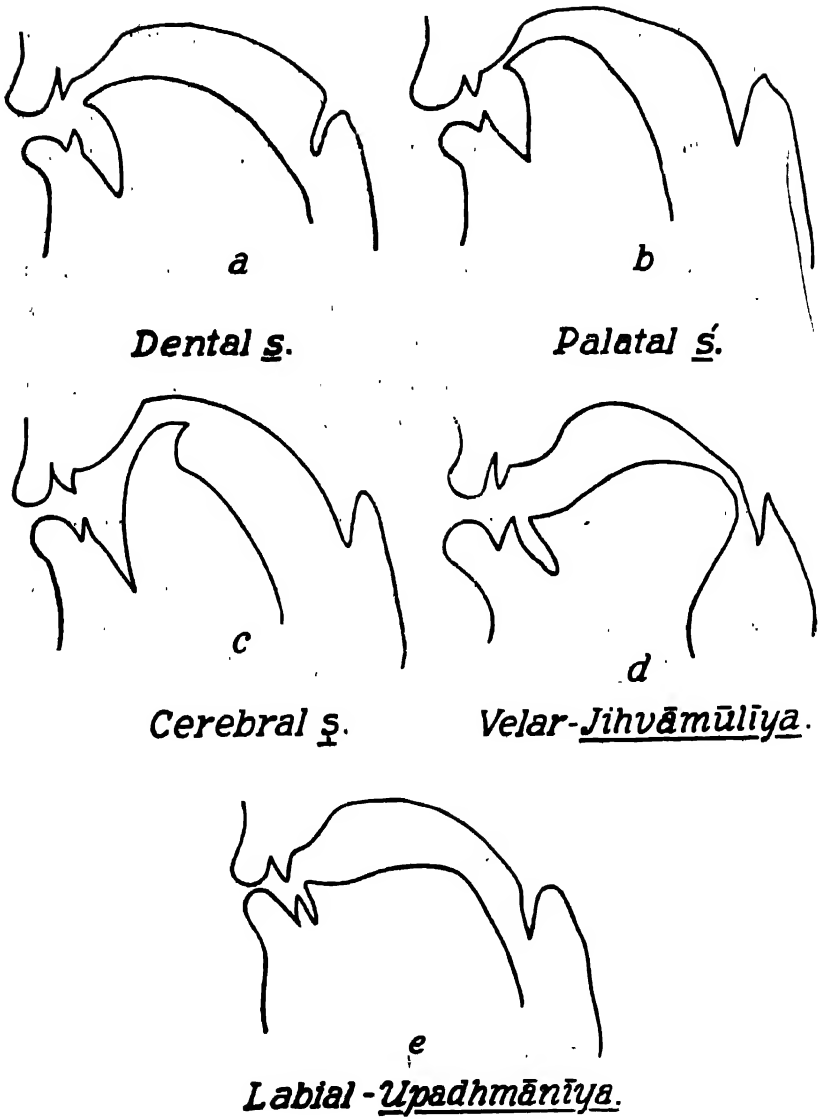 a b
Dental s. Palatal ś.
c
d
Cerebral ṣ. Velar-Jihvāmūlīya.
e
Labial-Upadhmānīya.